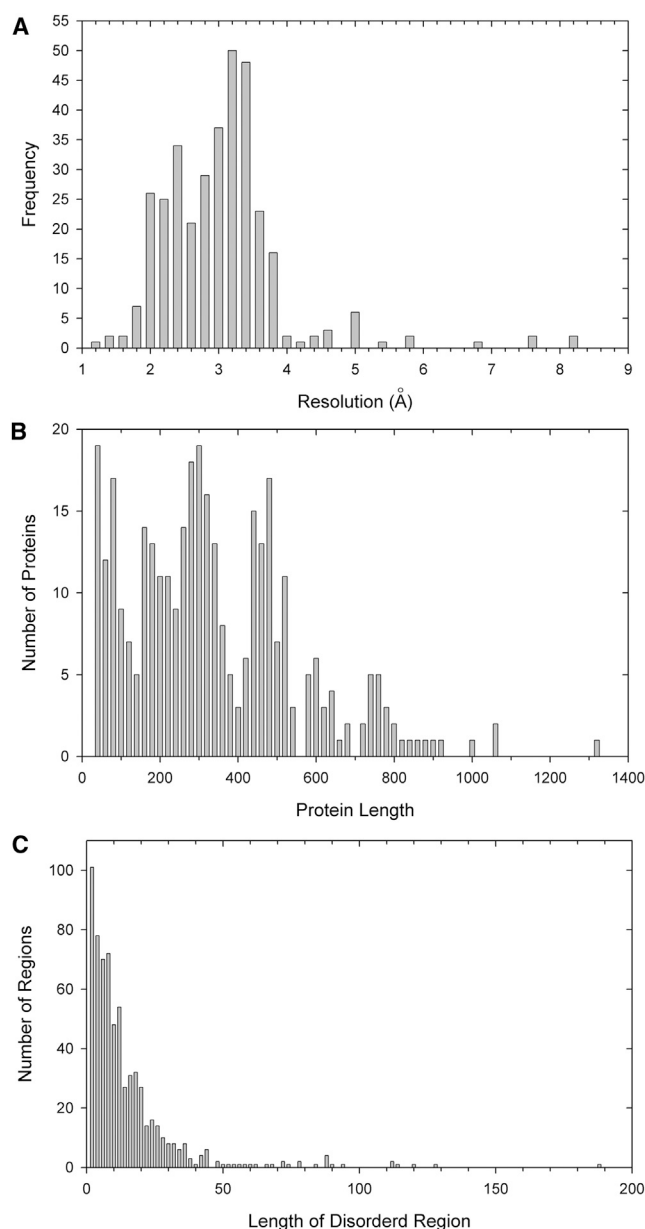 A
55
50
45
40
35
30
25
20
15
10
5
0
Frequency
1 2 3 4 5 6 7 8 9
Resolution (Å)
B
20
15
10
5
0
Number of Proteins
0 200 400 600 800 1000 1200 1400
Protein Length
C
100
80
60
40
20
0
Number of Regions
0 50 100 150 200
Length of Disorderd Region